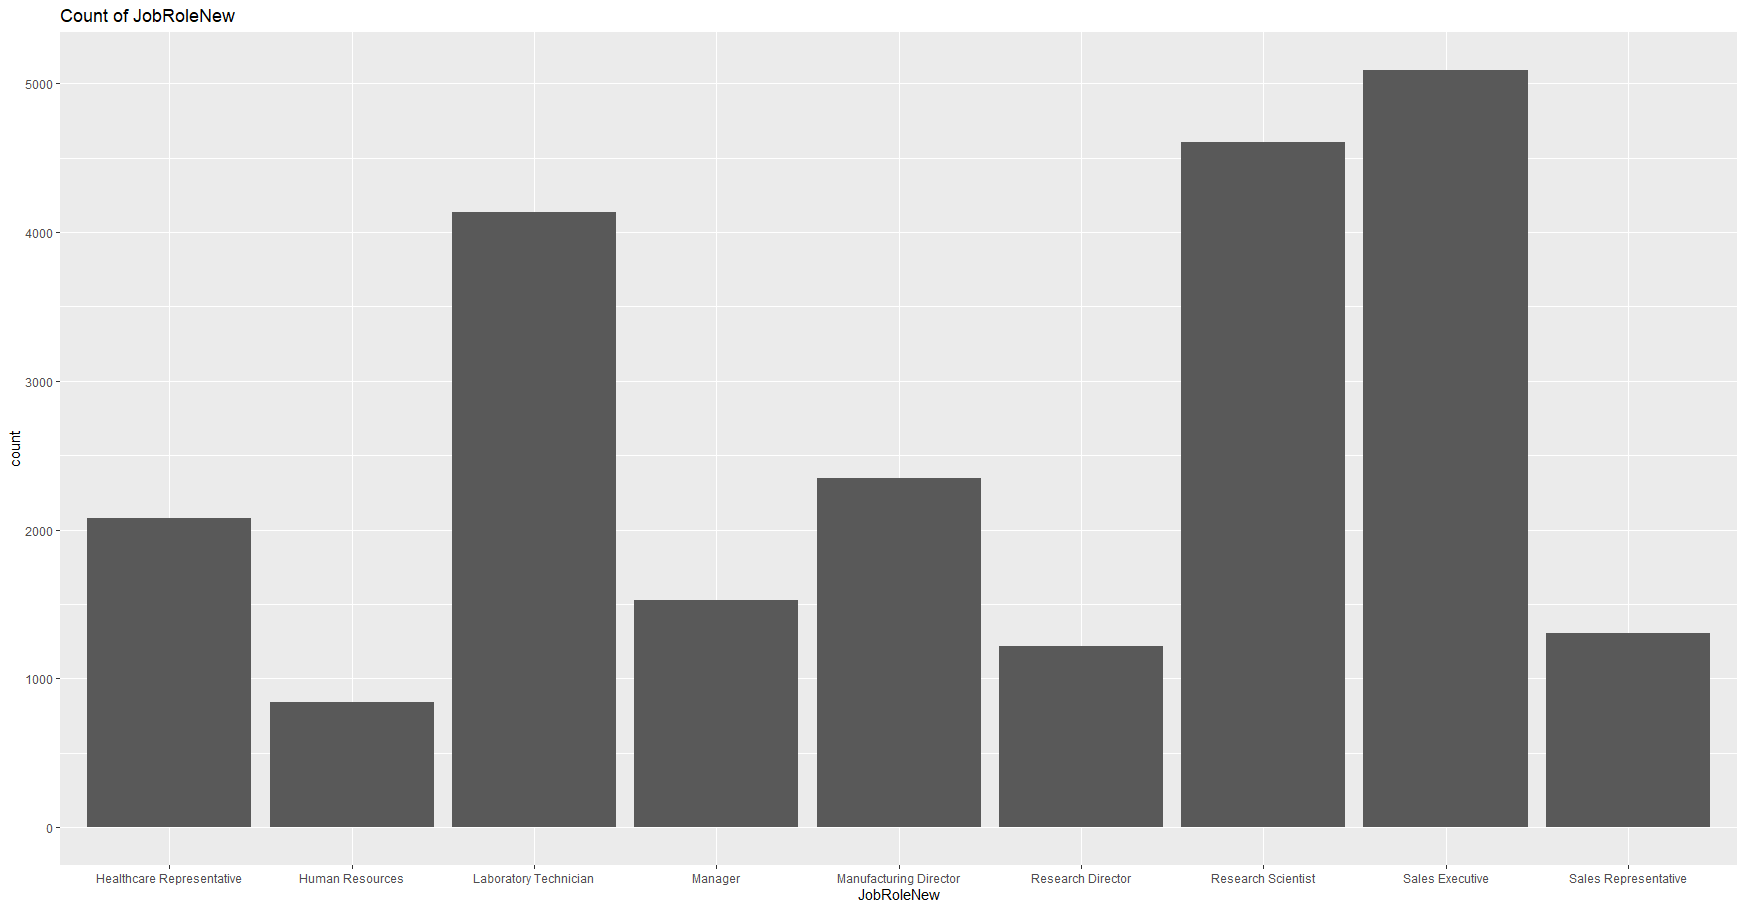 Count of JobRoleNew
5000
4000
3000
2000
1000
0
count
Healthcare Representative
Human Resources
Laboratory Technician
Manager
Manufacturing Director
Research Director
Research Scientist
Sales Executive
Sales Representative
JobRoleNew